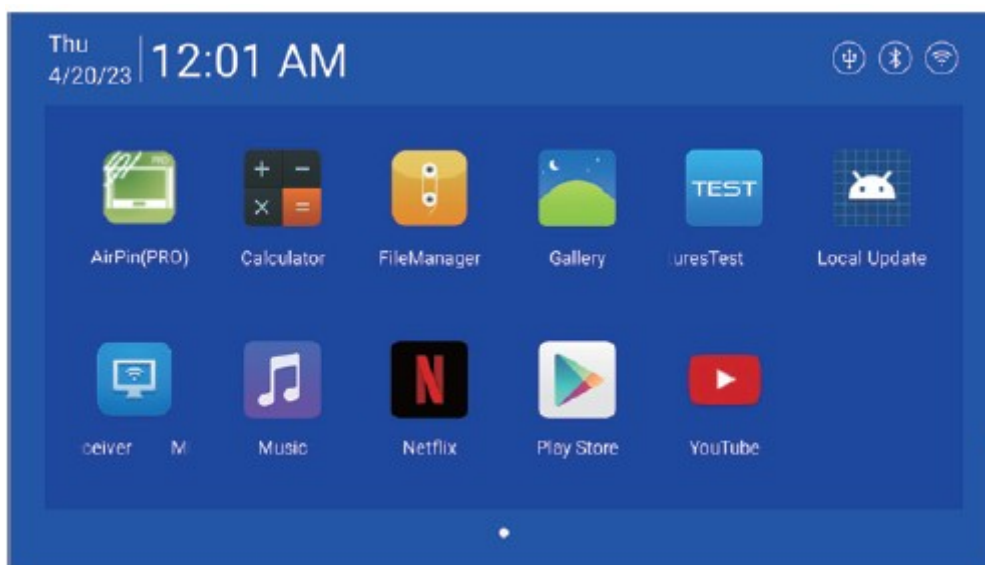 Thu
4/20/23
12:01 AM
PRO
TEST
AirPin(PRO)
Calculator
FileManager
Gallery
uresTest
Local Update
N
ceiver M
Music
Netflix
Play Store
YouTube